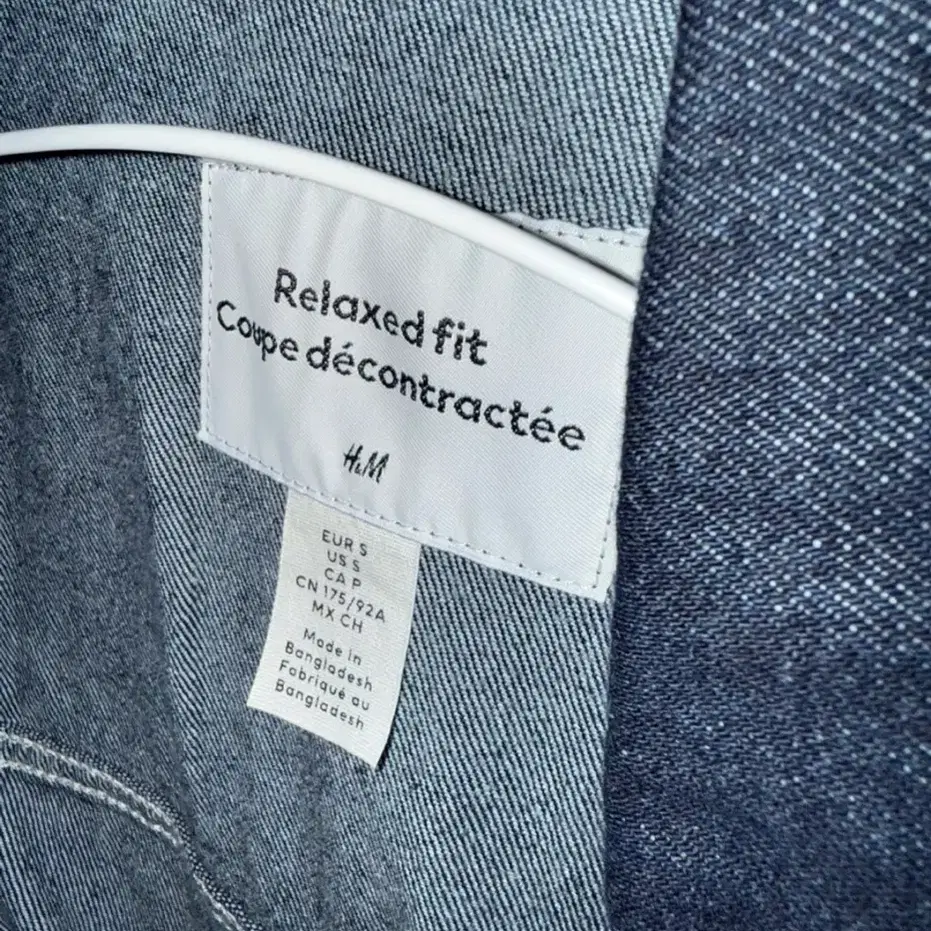 Relaxed fit
Coupe décontractée
H&M
EUR S
US S
CA P
CN 175/92A
MX CH
Made in
Bangladesh
Fabriqué au
Bangladesh